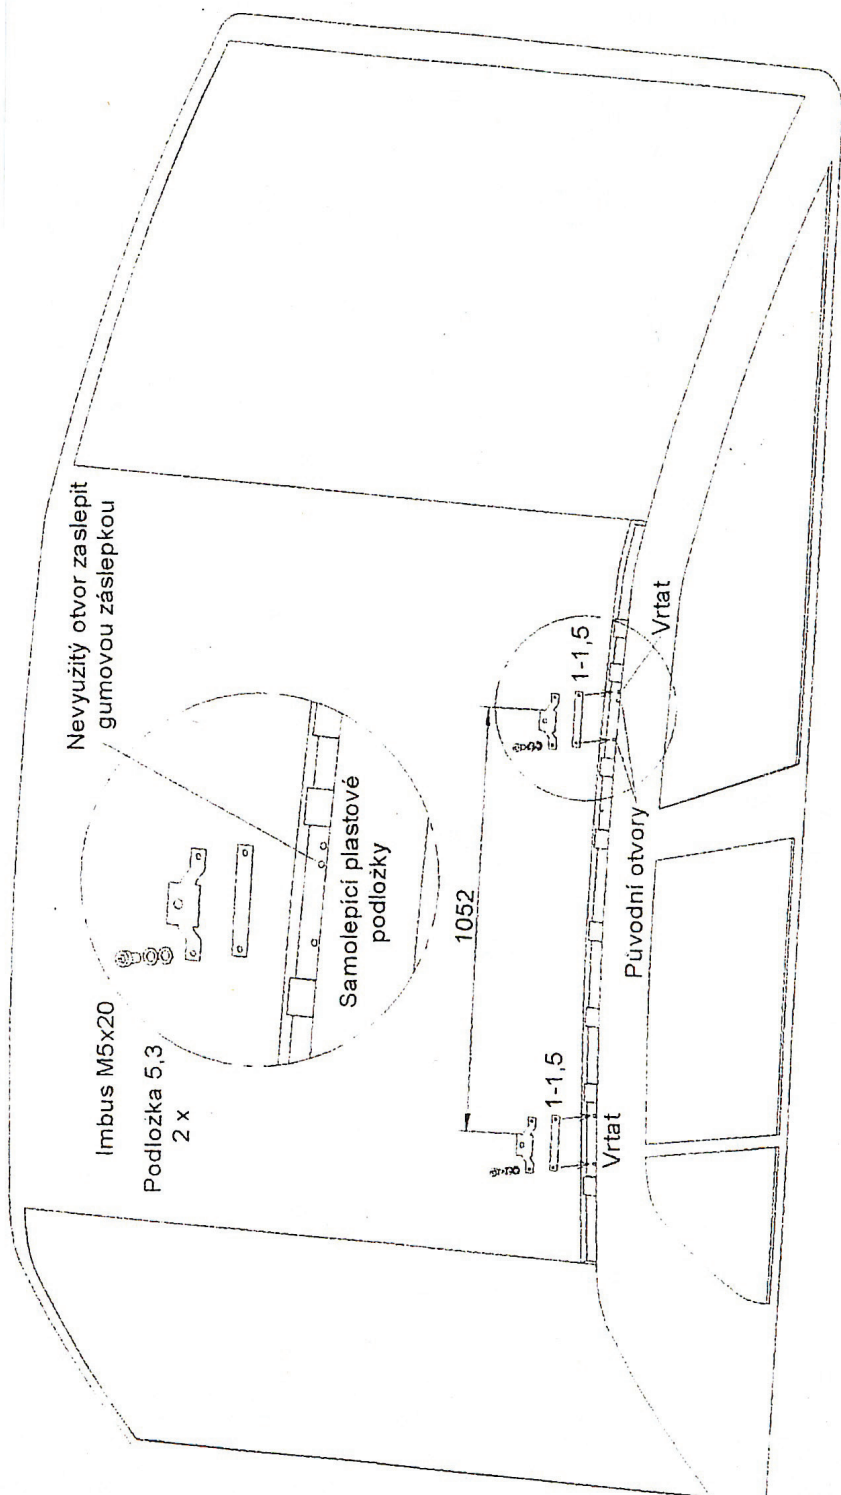 Imbus M5x20
Podložka 5,3
2 x
Nevyužitý otvor zaslepit
gumovou záslepkou
Samolepící plastové
podložky
1052
1-1,5
Vrtat
1-1,5
Vrtat
Původní otvory